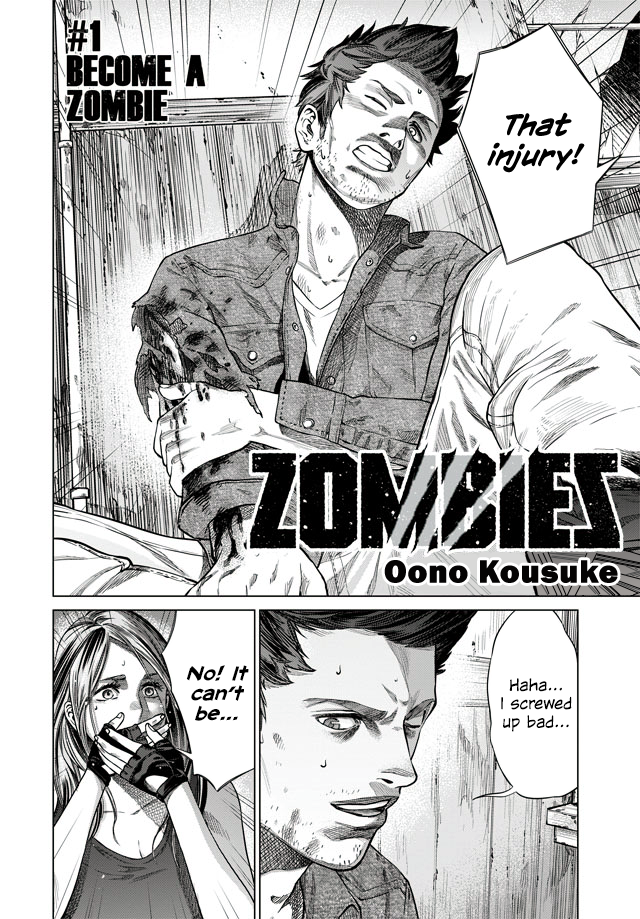 #1
BECOME A
ZOMBIE
That
injury!
ZOMBIES
Oono Kousuke
Haha...
I screwed
up bad...
No! It
can't
be...